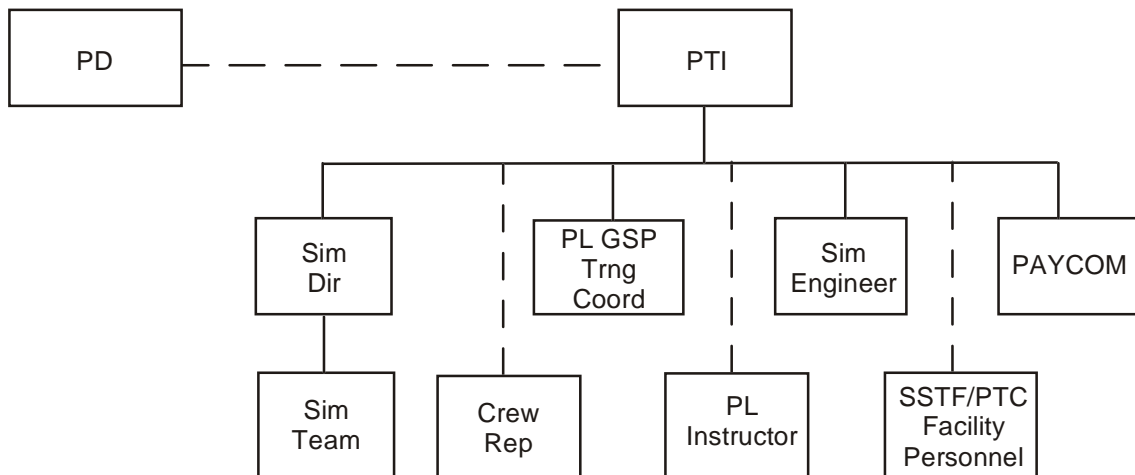 PD
PTI
Sim
Dir
PL GSP
Trng
Coord
Sim
Engineer
PAYCOM
Sim
Team
Crew
Rep
PL
Instructor
SSTF/PTC
Facility
Personnel